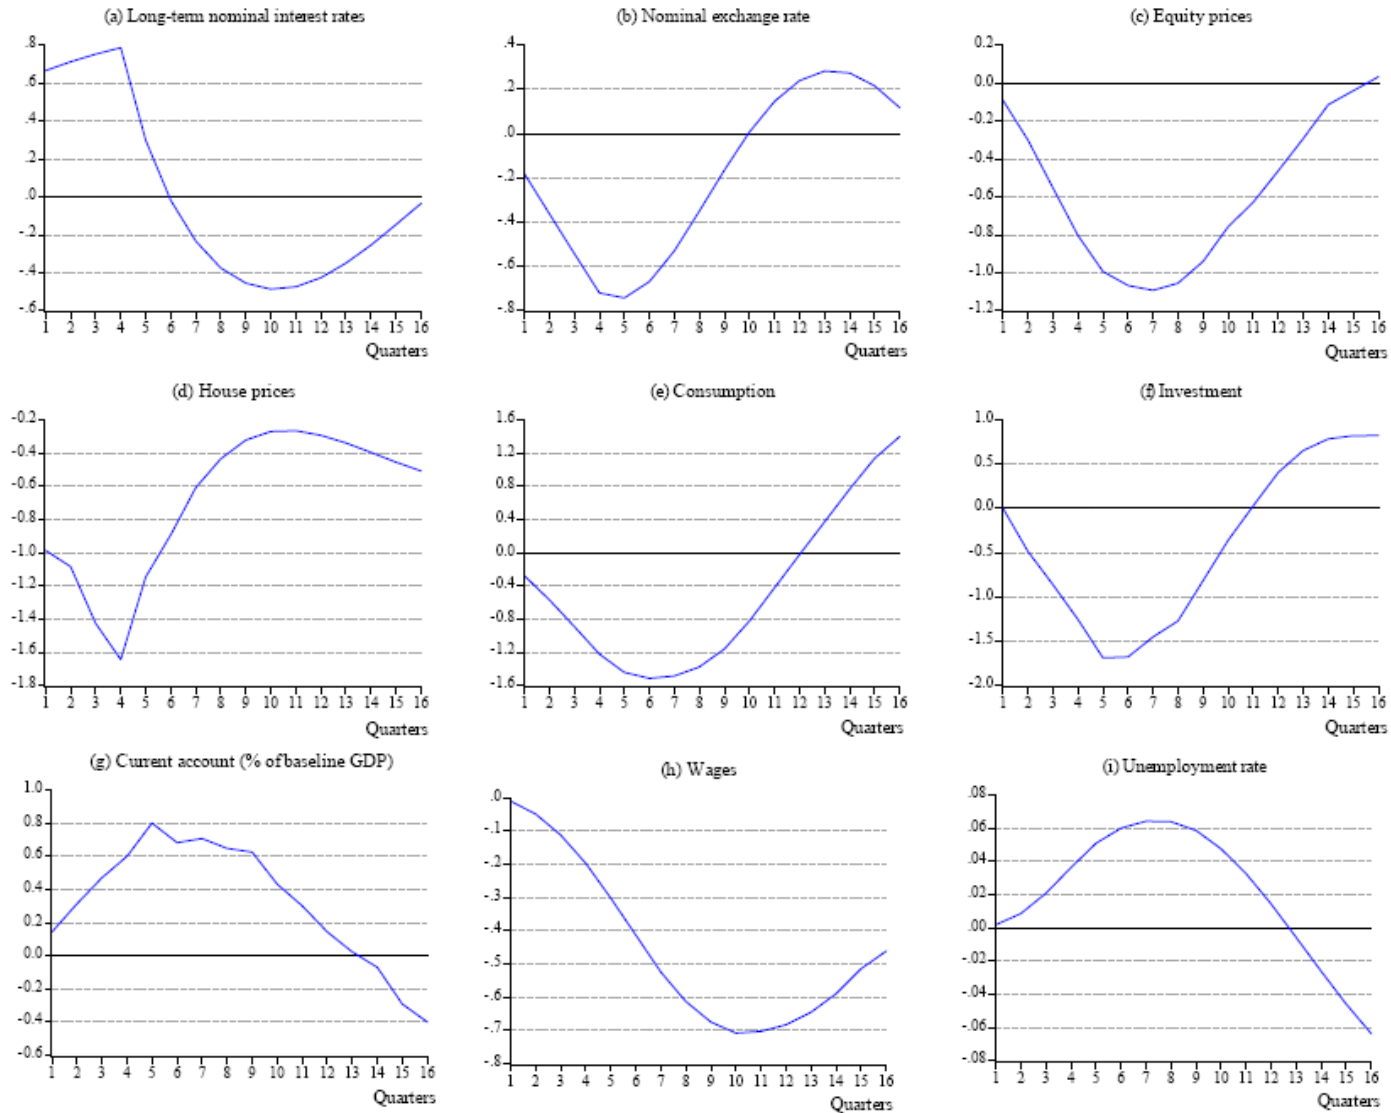 (a) Long-term nominal interest rates
.8
.6
.4
.2
.0
-.2
-.4
-.6
1 2 3 4 5 6 7 8 9 10 11 12 13 14 15 16
Quarters
(b) Nominal exchange rate
.4
.2
.0
-.2
-.4
-.6
-.8
1 2 3 4 5 6 7 8 9 10 11 12 13 14 15 16
Quarters
(c) Equity prices
0.2
0.0
-0.2
-0.4
-0.6
-0.8
-1.0
-1.2
1 2 3 4 5 6 7 8 9 10 11 12 13 14 15 16
Quarters
(d) House prices
-0.2
-0.4
-0.6
-0.8
-1.0
-1.2
-1.4
-1.6
-1.8
1 2 3 4 5 6 7 8 9 10 11 12 13 14 15 16
Quarters
(e) Consumption
1.6
1.2
0.8
0.4
0.0
-0.4
-0.8
-1.2
-1.6
1 2 3 4 5 6 7 8 9 10 11 12 13 14 15 16
Quarters
(f) Investment
1.0
0.5
0.0
-0.5
-1.0
-1.5
-2.0
1 2 3 4 5 6 7 8 9 10 11 12 13 14 15 16
Quarters
(g) Current account (% of baseline GDP)
1.0
0.8
0.6
0.4
0.2
0.0
-0.2
-0.4
-0.6
1 2 3 4 5 6 7 8 9 10 11 12 13 14 15 16
Quarters
(h) Wages
.0
-.1
-.2
-.3
-.4
-.5
-.6
-.7
-.8
1 2 3 4 5 6 7 8 9 10 11 12 13 14 15 16
Quarters
(i) Unemployment rate
.08
.06
.04
.02
.00
-.02
-.04
-.06
-.08
1 2 3 4 5 6 7 8 9 10 11 12 13 14 15 16
Quarters